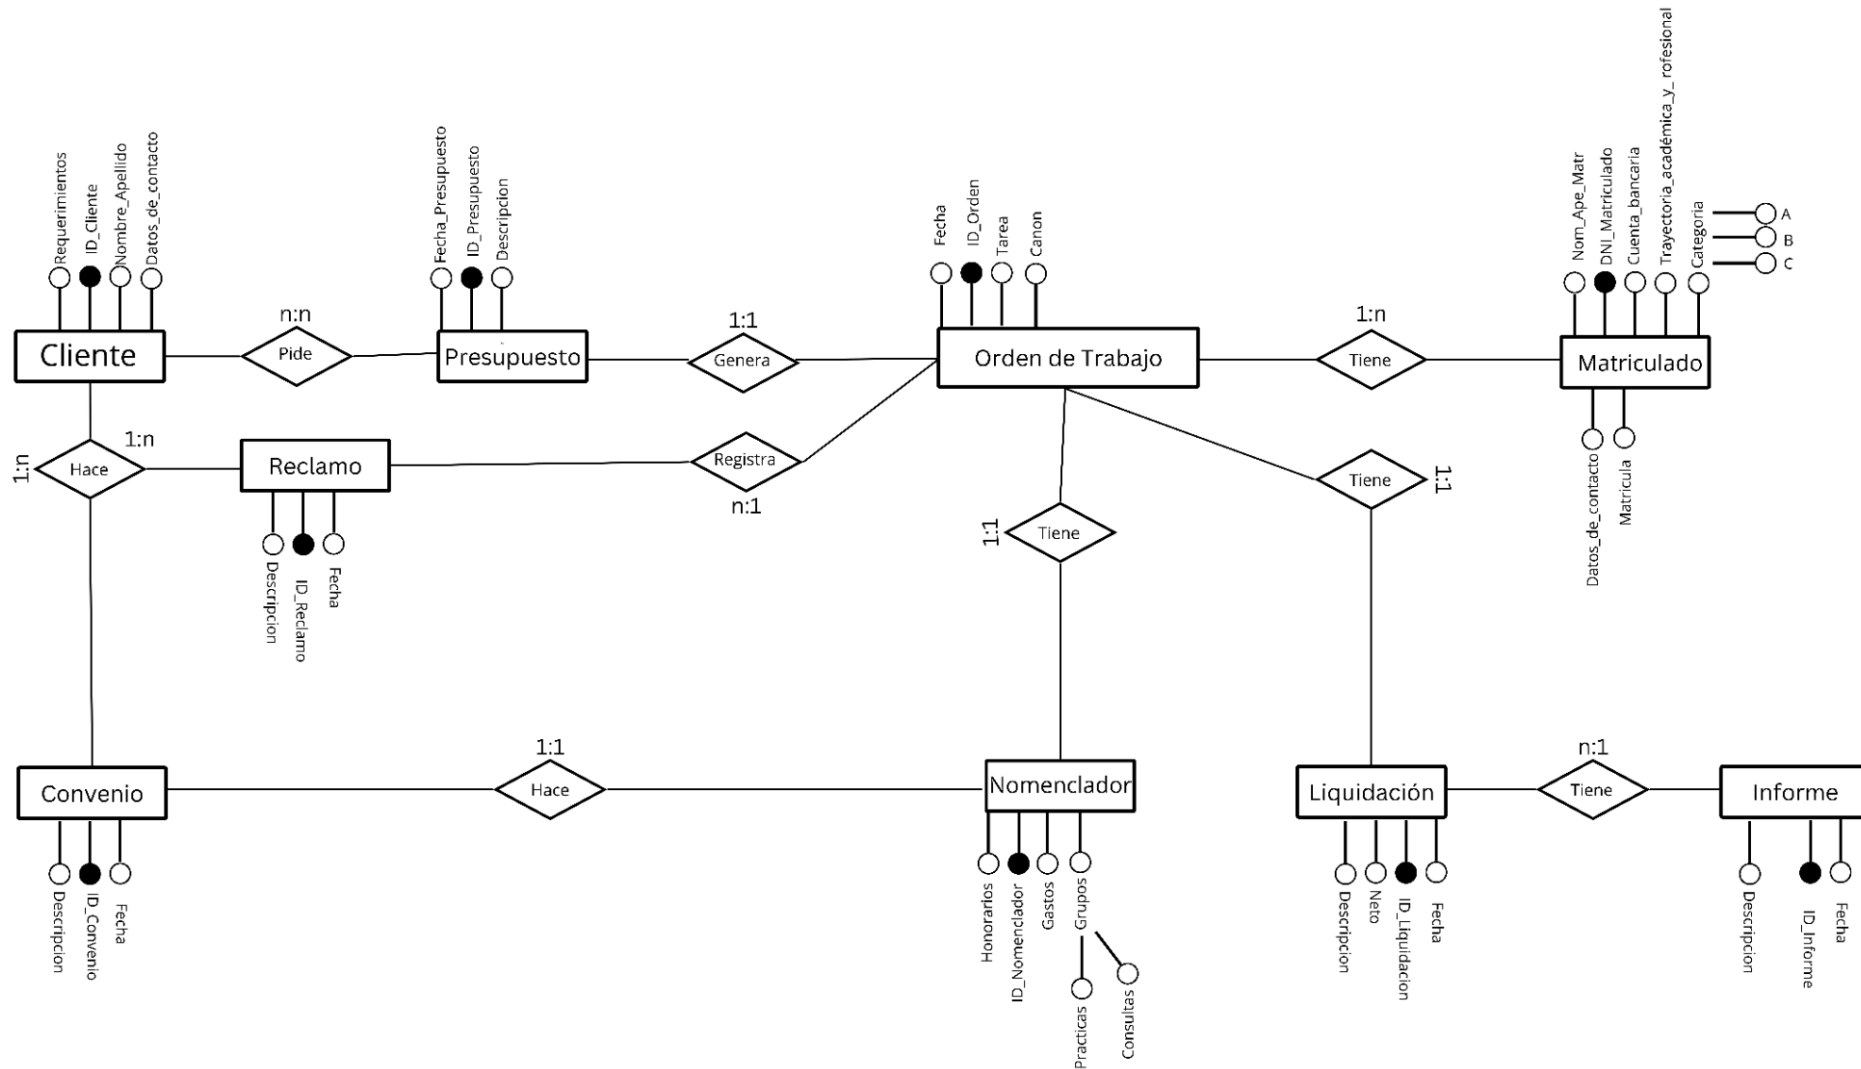 Requerimientos
ID_Cliente
Nombre_Apellido
Datos_de_contacto
Fecha_Presupuesto
ID_Presupuesto
Descripcion
Fecha
ID_Orden
Tarea
Canon
Nom_Ape_Matr
DNI_Matriculado
Cuenta_bancaria
Trayectoria_académica_y_ rofesional
Categoria
A
B
C
Cliente
n:n
Pide
Presupuesto
1:1
Genera
Orden de Trabajo
1:n
Tiene
Matriculado
Datos_de_contacto
Matricula
1:n
Hace
1:n
Reclamo
Registra
n:1
Descripcion
ID_Reclamo
Fecha
1:1
Tiene
Tiene
1:1
Convenio
1:1
Hace
Nomenclador
Liquidación
n:1
Tiene
Informe
Descripcion
ID_Convenio
Fecha
Honorarios
ID_Nomenclador
Gastos
Grupos
Practicas
Consultas
Descripcion
Neto
ID_Liquidacion
Fecha
Descripcion
ID_Informe
Fecha